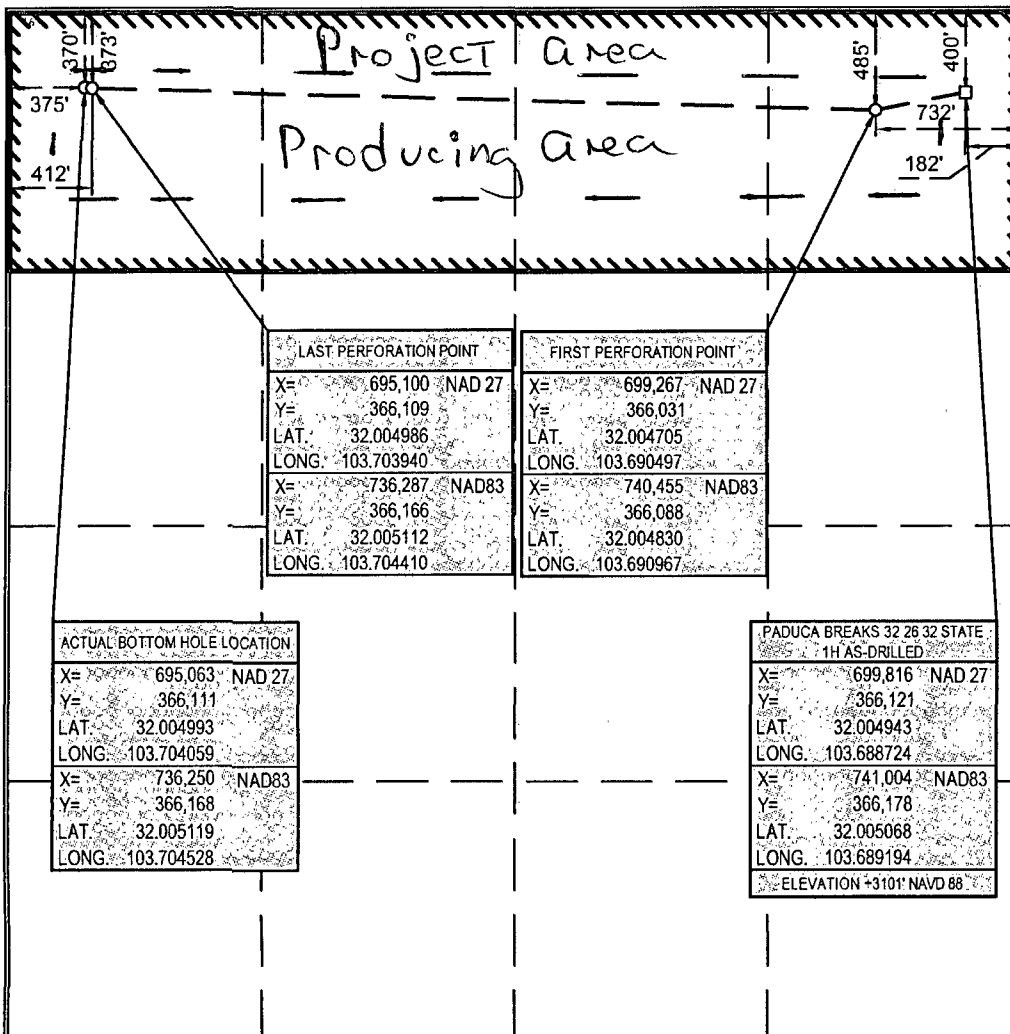 Project area
370'
373'
485'
400'
375'
732'
Producing area
412'
182'
LAST PERFORATION POINT
X= 695,100 NAD 27
Y= 366,109
LAT. 32.004986
LONG. 103.703940
X= 736,287 NAD83
Y= 366,166
LAT. 32.005112
LONG. 103.704410
FIRST PERFORATION POINT
X= 699,267 NAD 27
Y= 366,031
LAT. 32.004705
LONG. 103.690497
X= 740,455 NAD83
Y= 366,088
LAT. 32.004830
LONG. 103.690967
ACTUAL BOTTOM HOLE LOCATION
X= 695,063 NAD 27
Y= 366,111
LAT. 32.004993
LONG. 103.704059
X= 736,250 NAD83
Y= 366,168
LAT. 32.005119
LONG. 103.704528
PADUCA BREAKS 32 26 32 STATE
1H AS-DRILLED
X= 699,816 NAD 27
Y= 366,121
LAT. 32.004943
LONG. 103.688724
X= 741,004 NAD83
Y= 366,178
LAT. 32.005068
LONG. 103.689194
ELEVATION +3101' NAVD 88